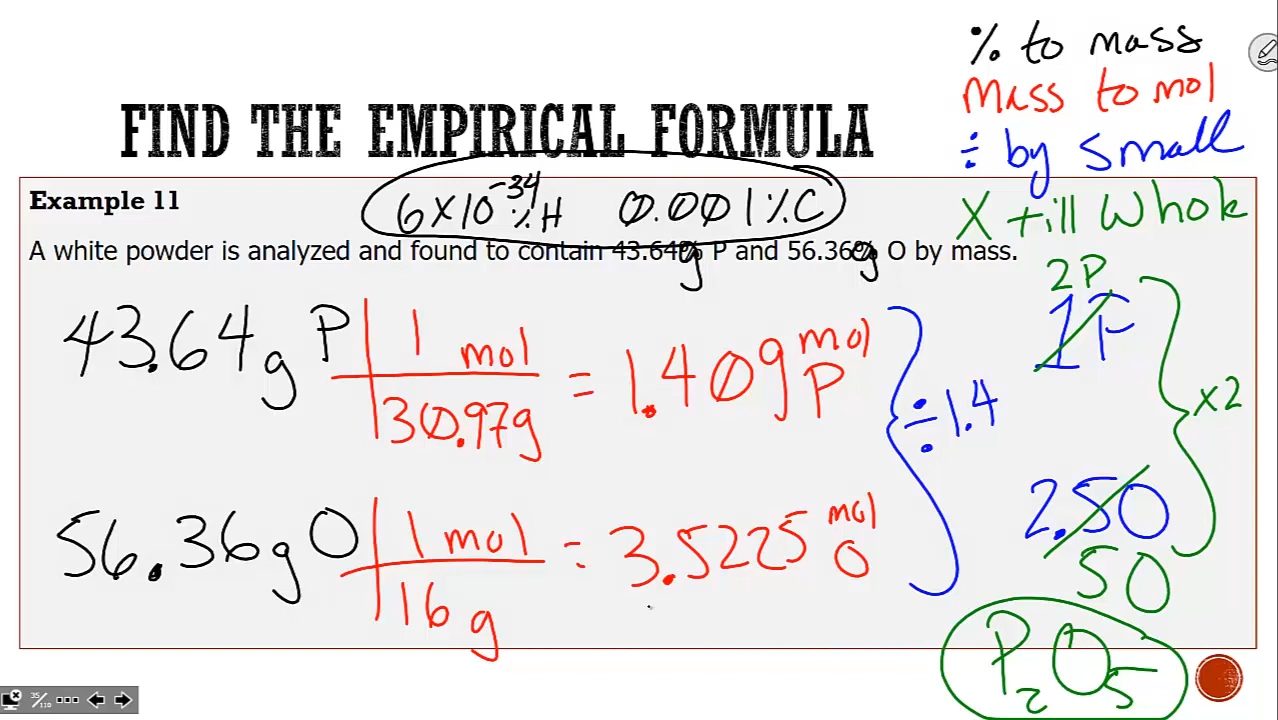 % to mass
Mass to mol
÷ by small
X till Whole
FIND THE EMPIRICAL FORMULA
Example 11
6X10^-34 % H 0.001 % C
A white powder is analyzed and found to contain 43.64% g P and 56.36% g O by mass.
43.64 g P | 1 mol / 30.97g = 1.409 mol P
÷ 1.4
1P
2P
x2
56.36 g O | 1 mol / 16 g = 3.5225 mol O
2.50
5O
P2O5
35/110